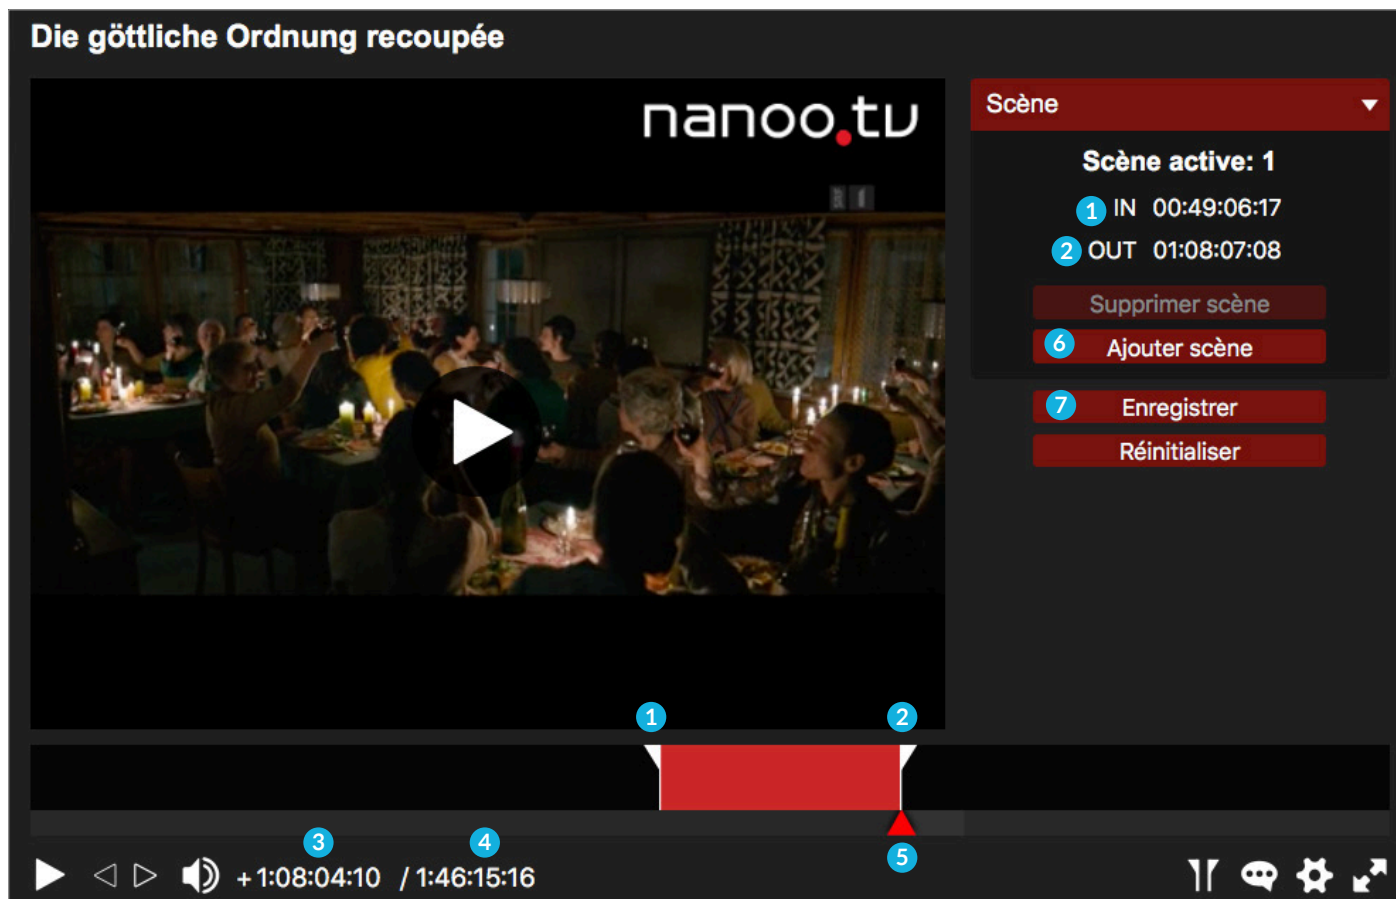 Die göttliche Ordnung recoupée
nanoo.tv
Scène
Scène active: 1
1 IN 00:49:06:17
2 OUT 01:08:07:08
Supprimer scène
6 Ajouter scène
7 Enregistrer
Réinitialiser
1 2
3 4
5
+ 1:08:04:10 / 1:46:15:16